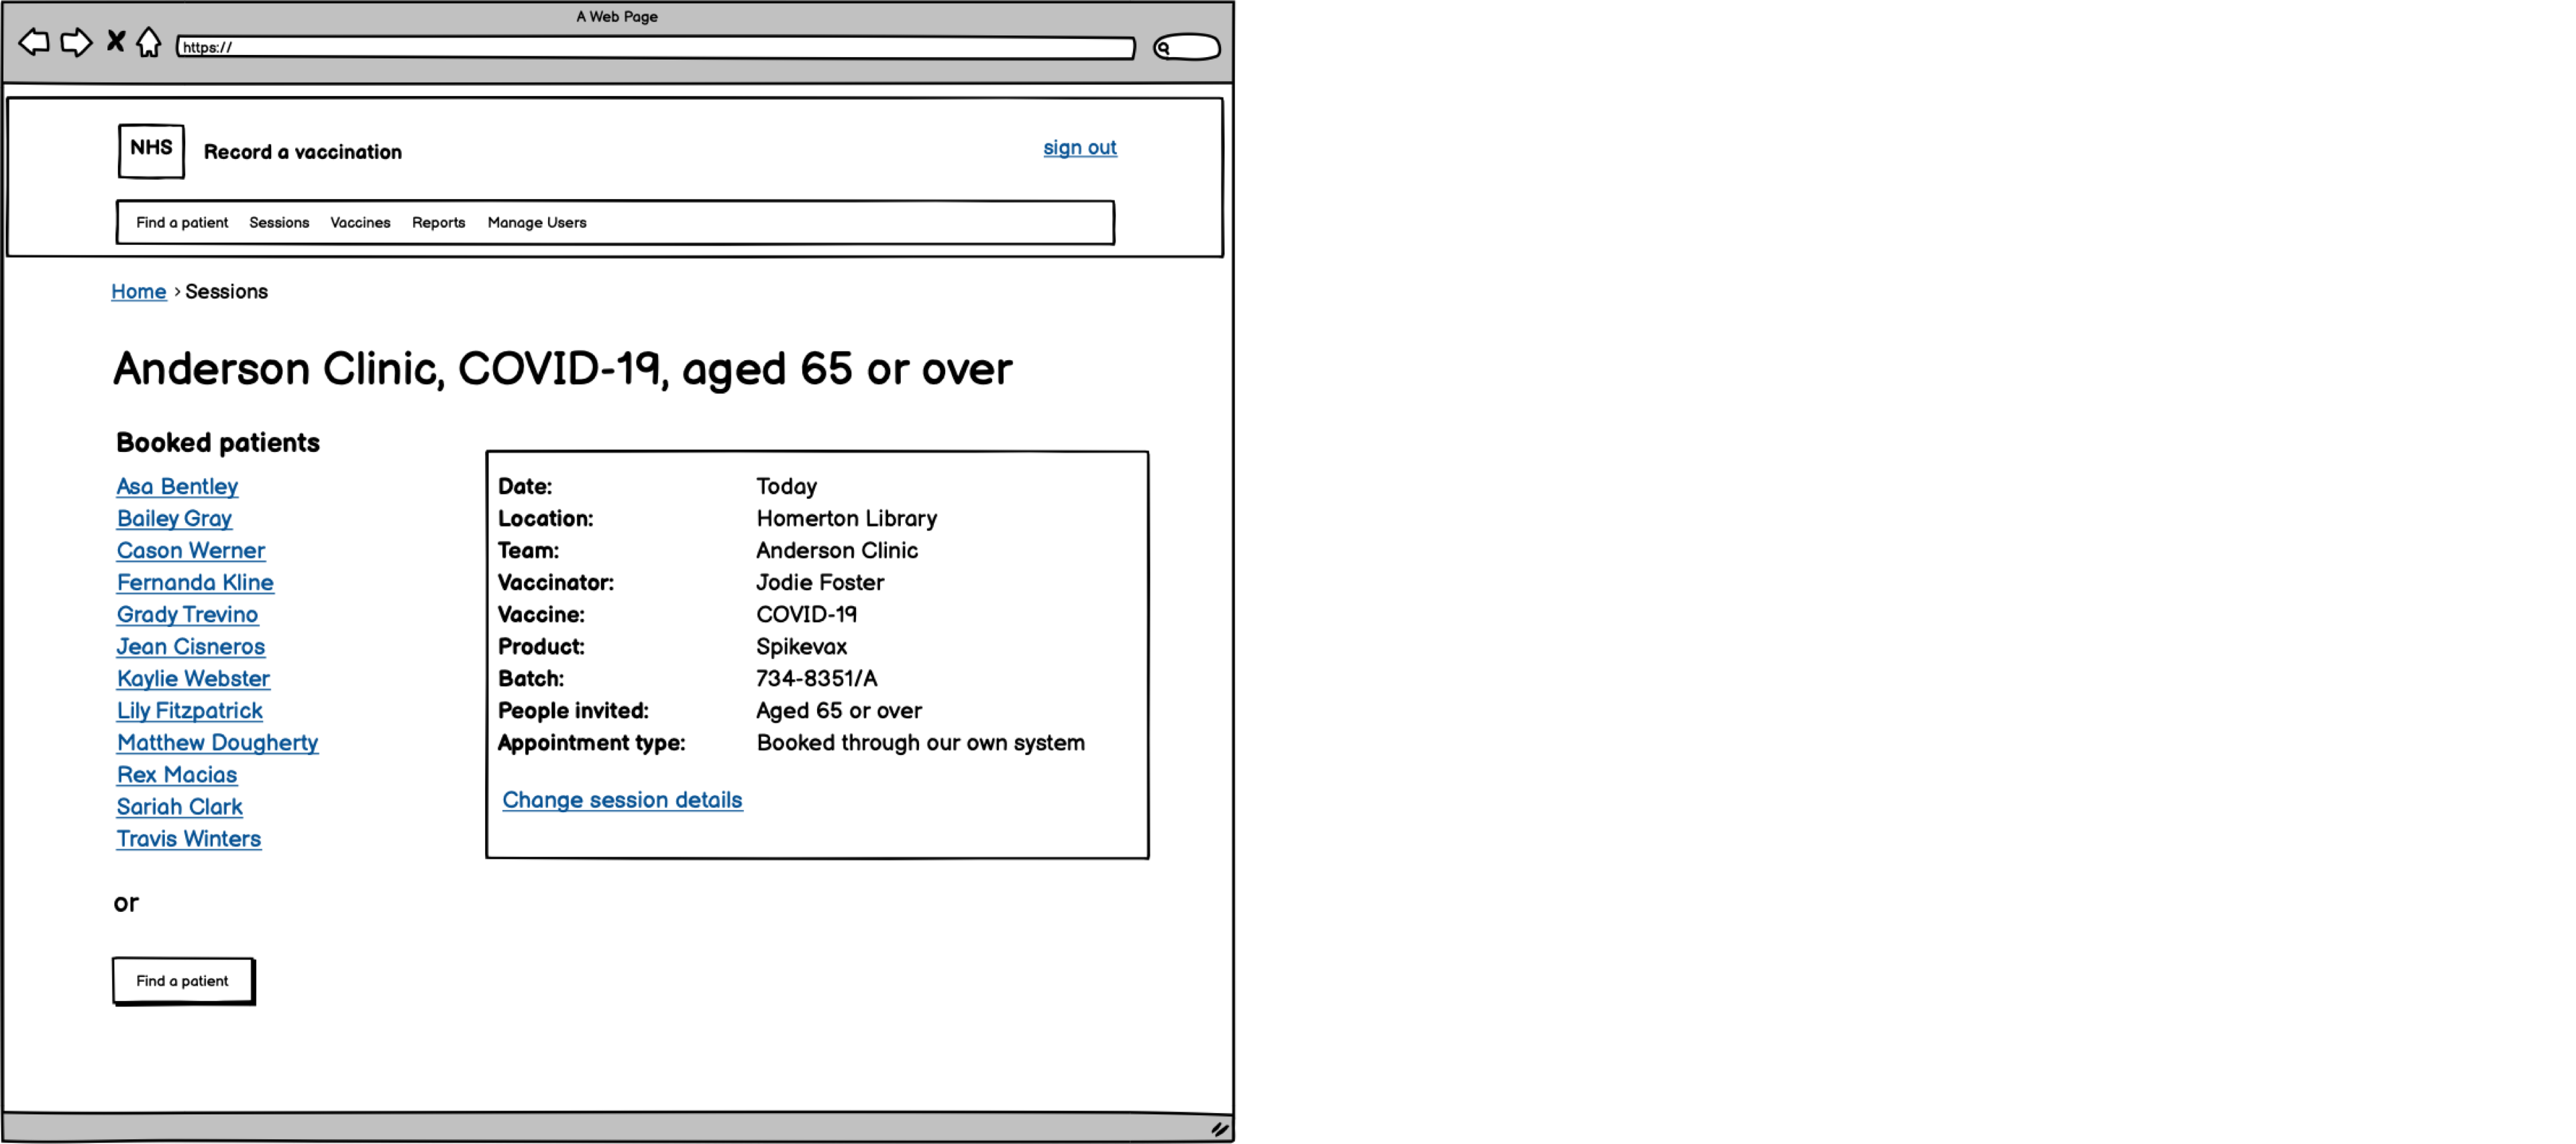 A Web Page
https://
NHS
Record a vaccination
sign out
Find a patient Sessions Vaccines Reports Manage Users
Home › Sessions
Anderson Clinic, COVID-19, aged 65 or over
Booked patients
Asa Bentley
Bailey Gray
Cason Werner
Fernanda Kline
Grady Trevino
Jean Cisneros
Kaylie Webster
Lily Fitzpatrick
Matthew Dougherty
Rex Macias
Sariah Clark
Travis Winters
Date: Today
Location: Homerton Library
Team: Anderson Clinic
Vaccinator: Jodie Foster
Vaccine: COVID-19
Product: Spikevax
Batch: 734-8351/A
People invited: Aged 65 or over
Appointment type: Booked through our own system
Change session details
or
Find a patient